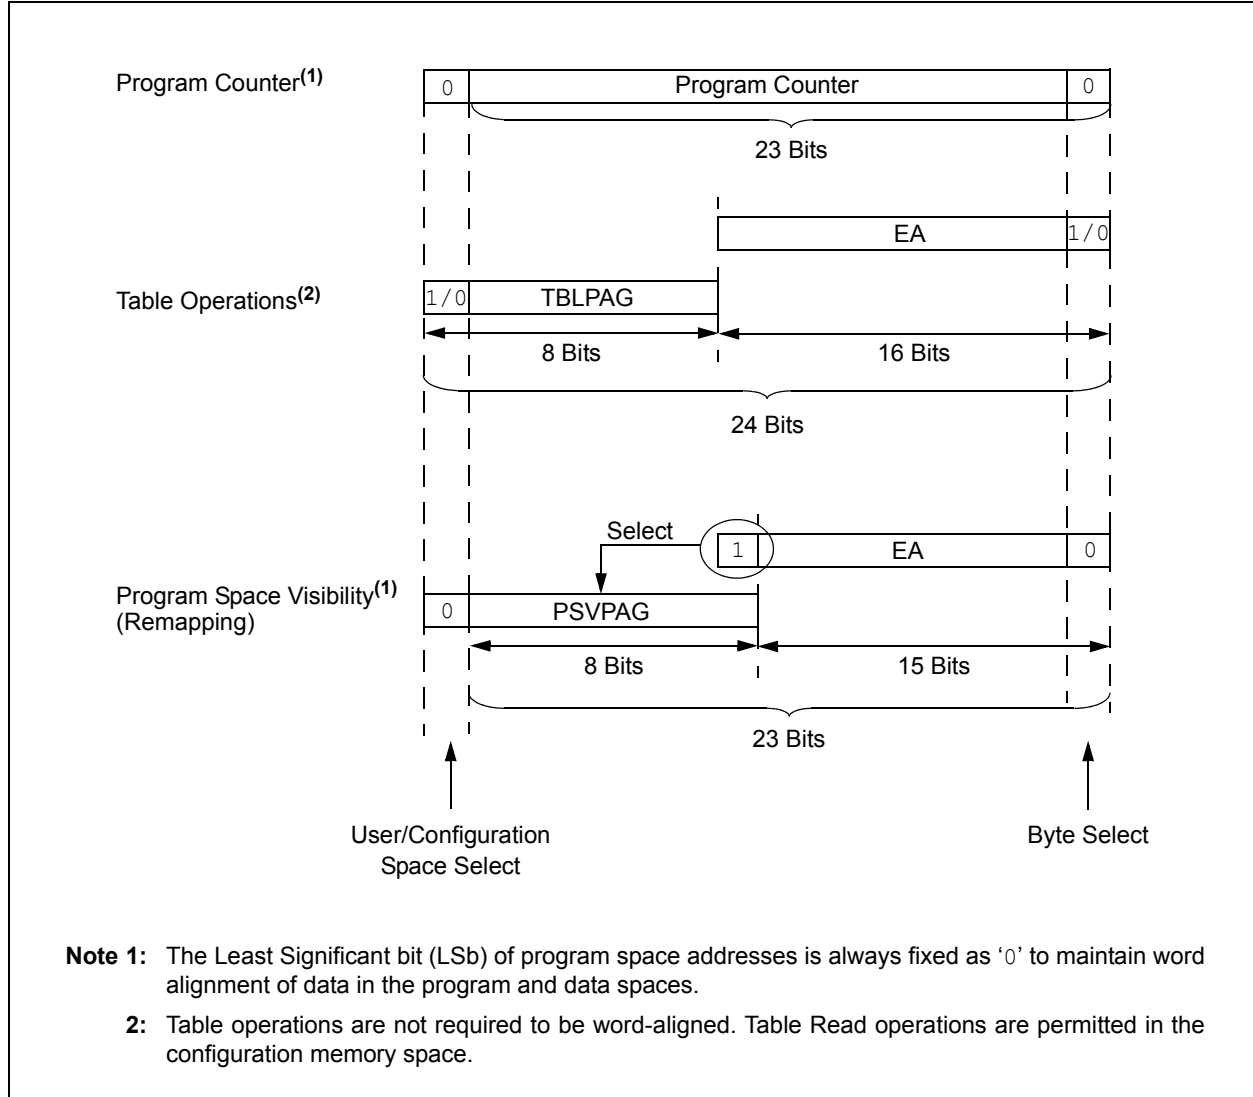 Program Counter(1)
0 Program Counter 0
23 Bits
EA 1/0
Table Operations(2) 1/0 TBLPAG
8 Bits 16 Bits
24 Bits
Select
1 EA 0
Program Space Visibility(1)
(Remapping)
0 PSVPAG
8 Bits 15 Bits
23 Bits
User/Configuration
Space Select
Byte Select
Note 1: The Least Significant bit (LSb) of program space addresses is always fixed as ‘0’ to maintain word
alignment of data in the program and data spaces.
2: Table operations are not required to be word-aligned. Table Read operations are permitted in the
configuration memory space.